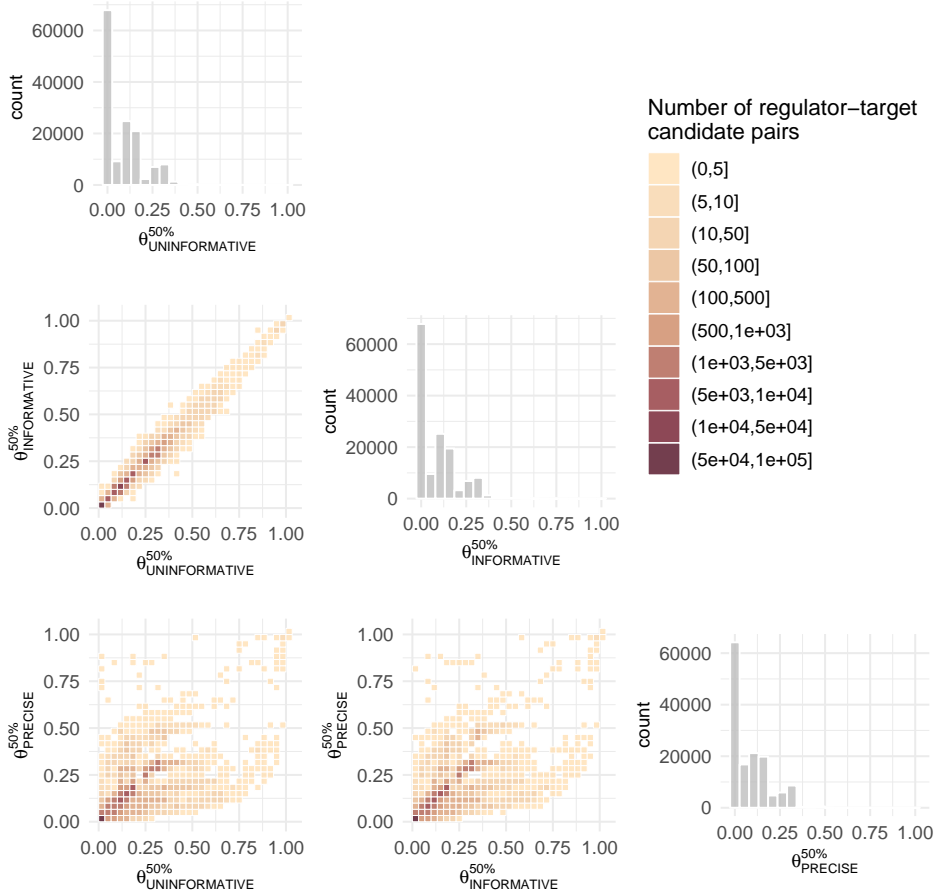 60000
40000
20000
0
count
0.00 0.25 0.50 0.75 1.00
θ50%UNINFORMATIVE
Number of regulator−target
candidate pairs
(0,5]
(5,10]
(10,50]
(50,100]
(100,500]
(500,1e+03]
(1e+03,5e+03]
(5e+03,1e+04]
(1e+04,5e+04]
(5e+04,1e+05]
1.00
0.75
0.50
0.25
0.00
θ50%INFORMATIVE
0.00 0.25 0.50 0.75 1.00
θ50%UNINFORMATIVE
60000
40000
20000
0
count
0.00 0.25 0.50 0.75 1.00
θ50%INFORMATIVE
1.00
0.75
0.50
0.25
0.00
θ50%PRECISE
0.00 0.25 0.50 0.75 1.00
θ50%UNINFORMATIVE
1.00
0.75
0.50
0.25
0.00
θ50%PRECISE
0.00 0.25 0.50 0.75 1.00
θ50%INFORMATIVE
60000
40000
20000
0
count
0.00 0.25 0.50 0.75 1.00
θ50%PRECISE